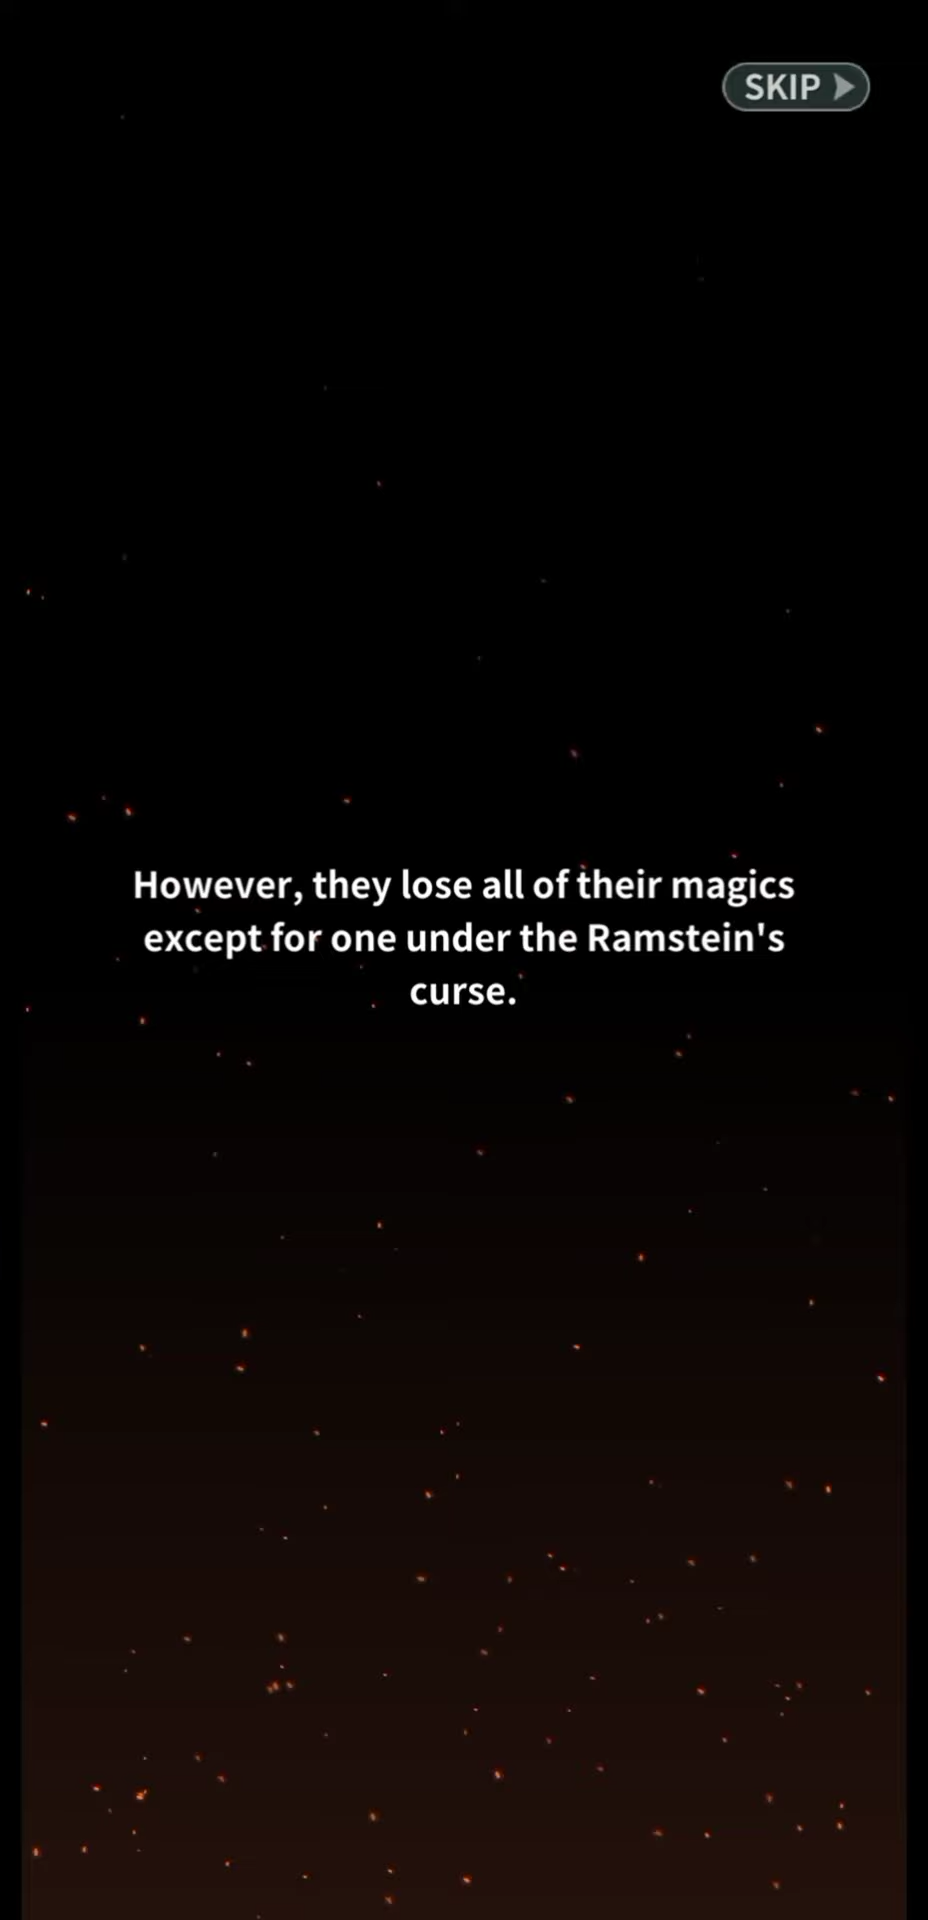 SKIP
However, they lose all of their magics
except for one under the Ramstein's
curse.